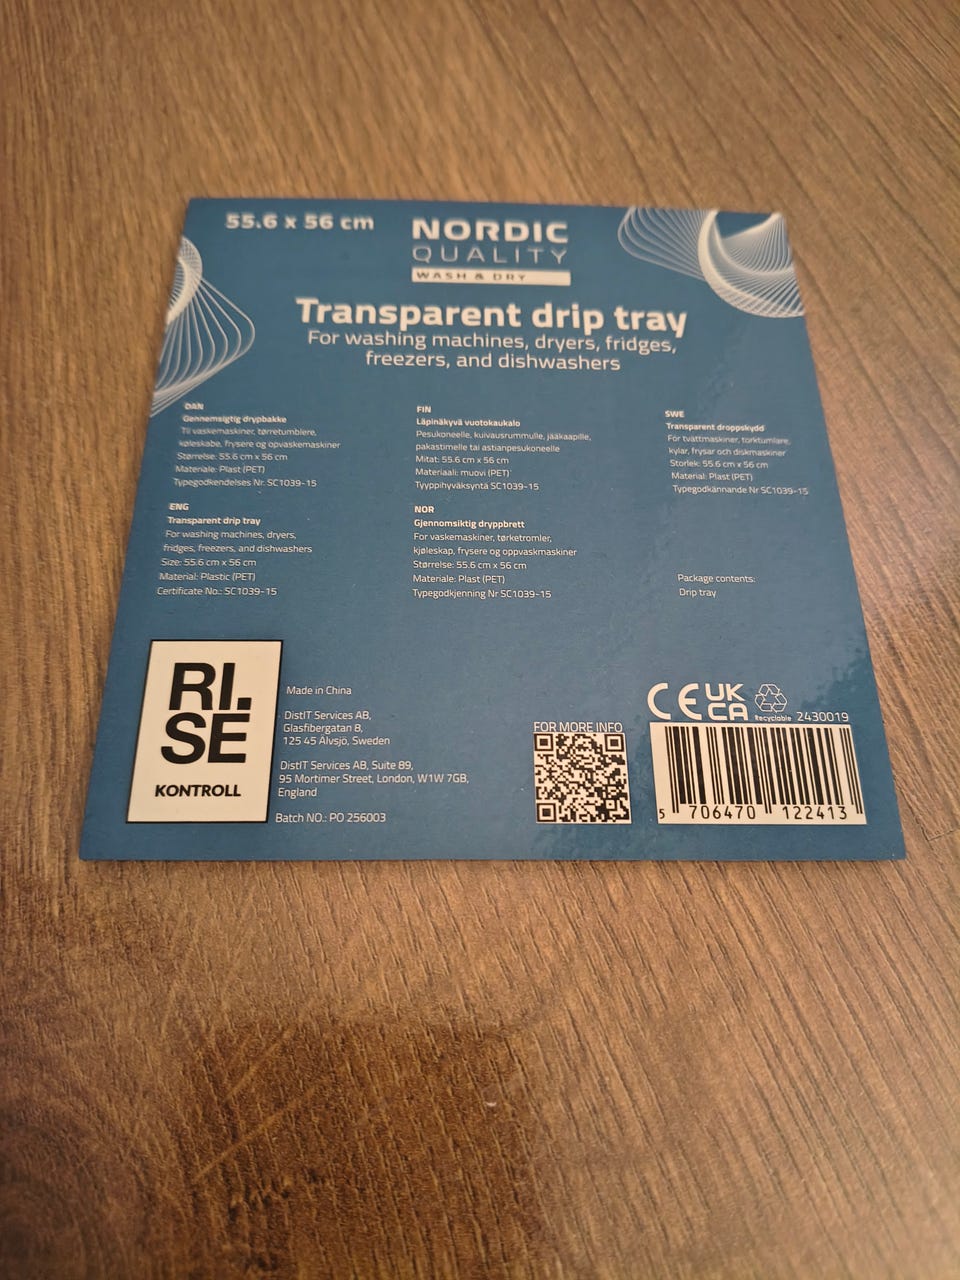 55.6 x 56 cm
NORDIC
QUALITY
WASH & DRY
Transparent drip tray
For washing machines, dryers, fridges,
freezers, and dishwashers
DAN
Gennemsigtig drypbakke
Til vaskemaskiner, tørretumblere,
køleskabe, frysere og opvaskemaskiner
Størrelse: 55.6 cm x 56 cm
Materiale: Plast (PET)
Typegodkendelses Nr. SC1039-15
FIN
Läpinäkyvä vuotokaukalo
Pesukoneelle, kuivausrummulle, jääkaapille,
pakastimelle tai astianpesukoneelle
Mitat: 55.6 cm x 56 cm
Materiaali: muovi (PET)
Tyyppihyväksyntä SC1039-15
SWE
Transparent droppskydd
För tvättmaskiner, torktumlare,
kylar, frysar och diskmaskiner
Storlek: 55.6 cm x 56 cm
Material: Plast (PET)
Typegodkännande Nr SC1039-15
ENG
Transparent drip tray
For washing machines, dryers,
fridges, freezers, and dishwashers
Size: 55.6 cm x 56 cm
Material: Plastic (PET)
Certificate No.: SC1039-15
NOR
Gjennomsiktig dryppbrett
For vaskemaskiner, tørketromler,
kjøleskap, frysere og oppvaskmaskiner
Størrelse: 55.6 cm x 56 cm
Materiale: Plast (PET)
Typegodkjenning Nr SC1039-15
Package contents:
Drip tray
RI.
SE
KONTROLL
Made in China
DistIT Services AB,
Glasfibergatan 8,
125 45 Älvsjö, Sweden
DistIT Services AB, Suite B9,
95 Mortimer Street, London, W1W 7GB,
England
Batch NO.: PO 256003
FOR MORE INFO
CE UK
CA
Recyclable 2430019
5 706470 122413